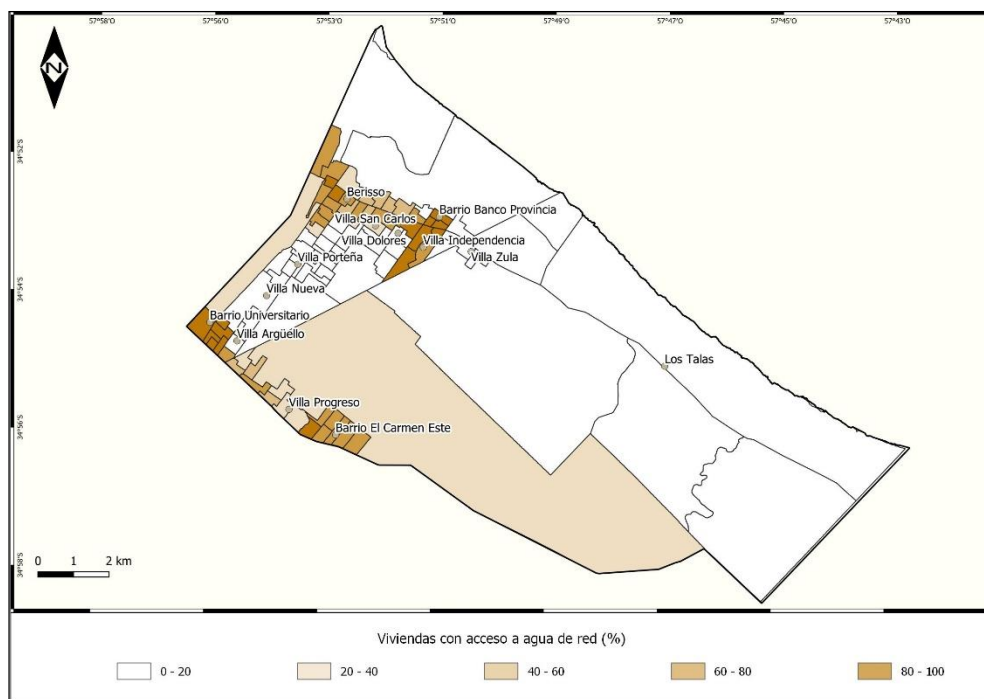 57°58'O 57°56'O 57°53'O 57°51'O 57°49'O 57°47'O 57°45'O 57°43'O
N
34°52'S
Berisso
Barrio Banco Provincia
Villa San Carlos
Villa Dolores
Villa Independencia
Villa Zula
Villa Porteña
34°54'S
Villa Nueva
Barrio Universitario
Villa Argüello
Los Talas
Villa Progreso
34°56'S
Barrio El Carmen Este
0 1 2 km
34°58'S
Viviendas con acceso a agua de red (%)
0 - 20 20 - 40 40 - 60 60 - 80 80 - 100